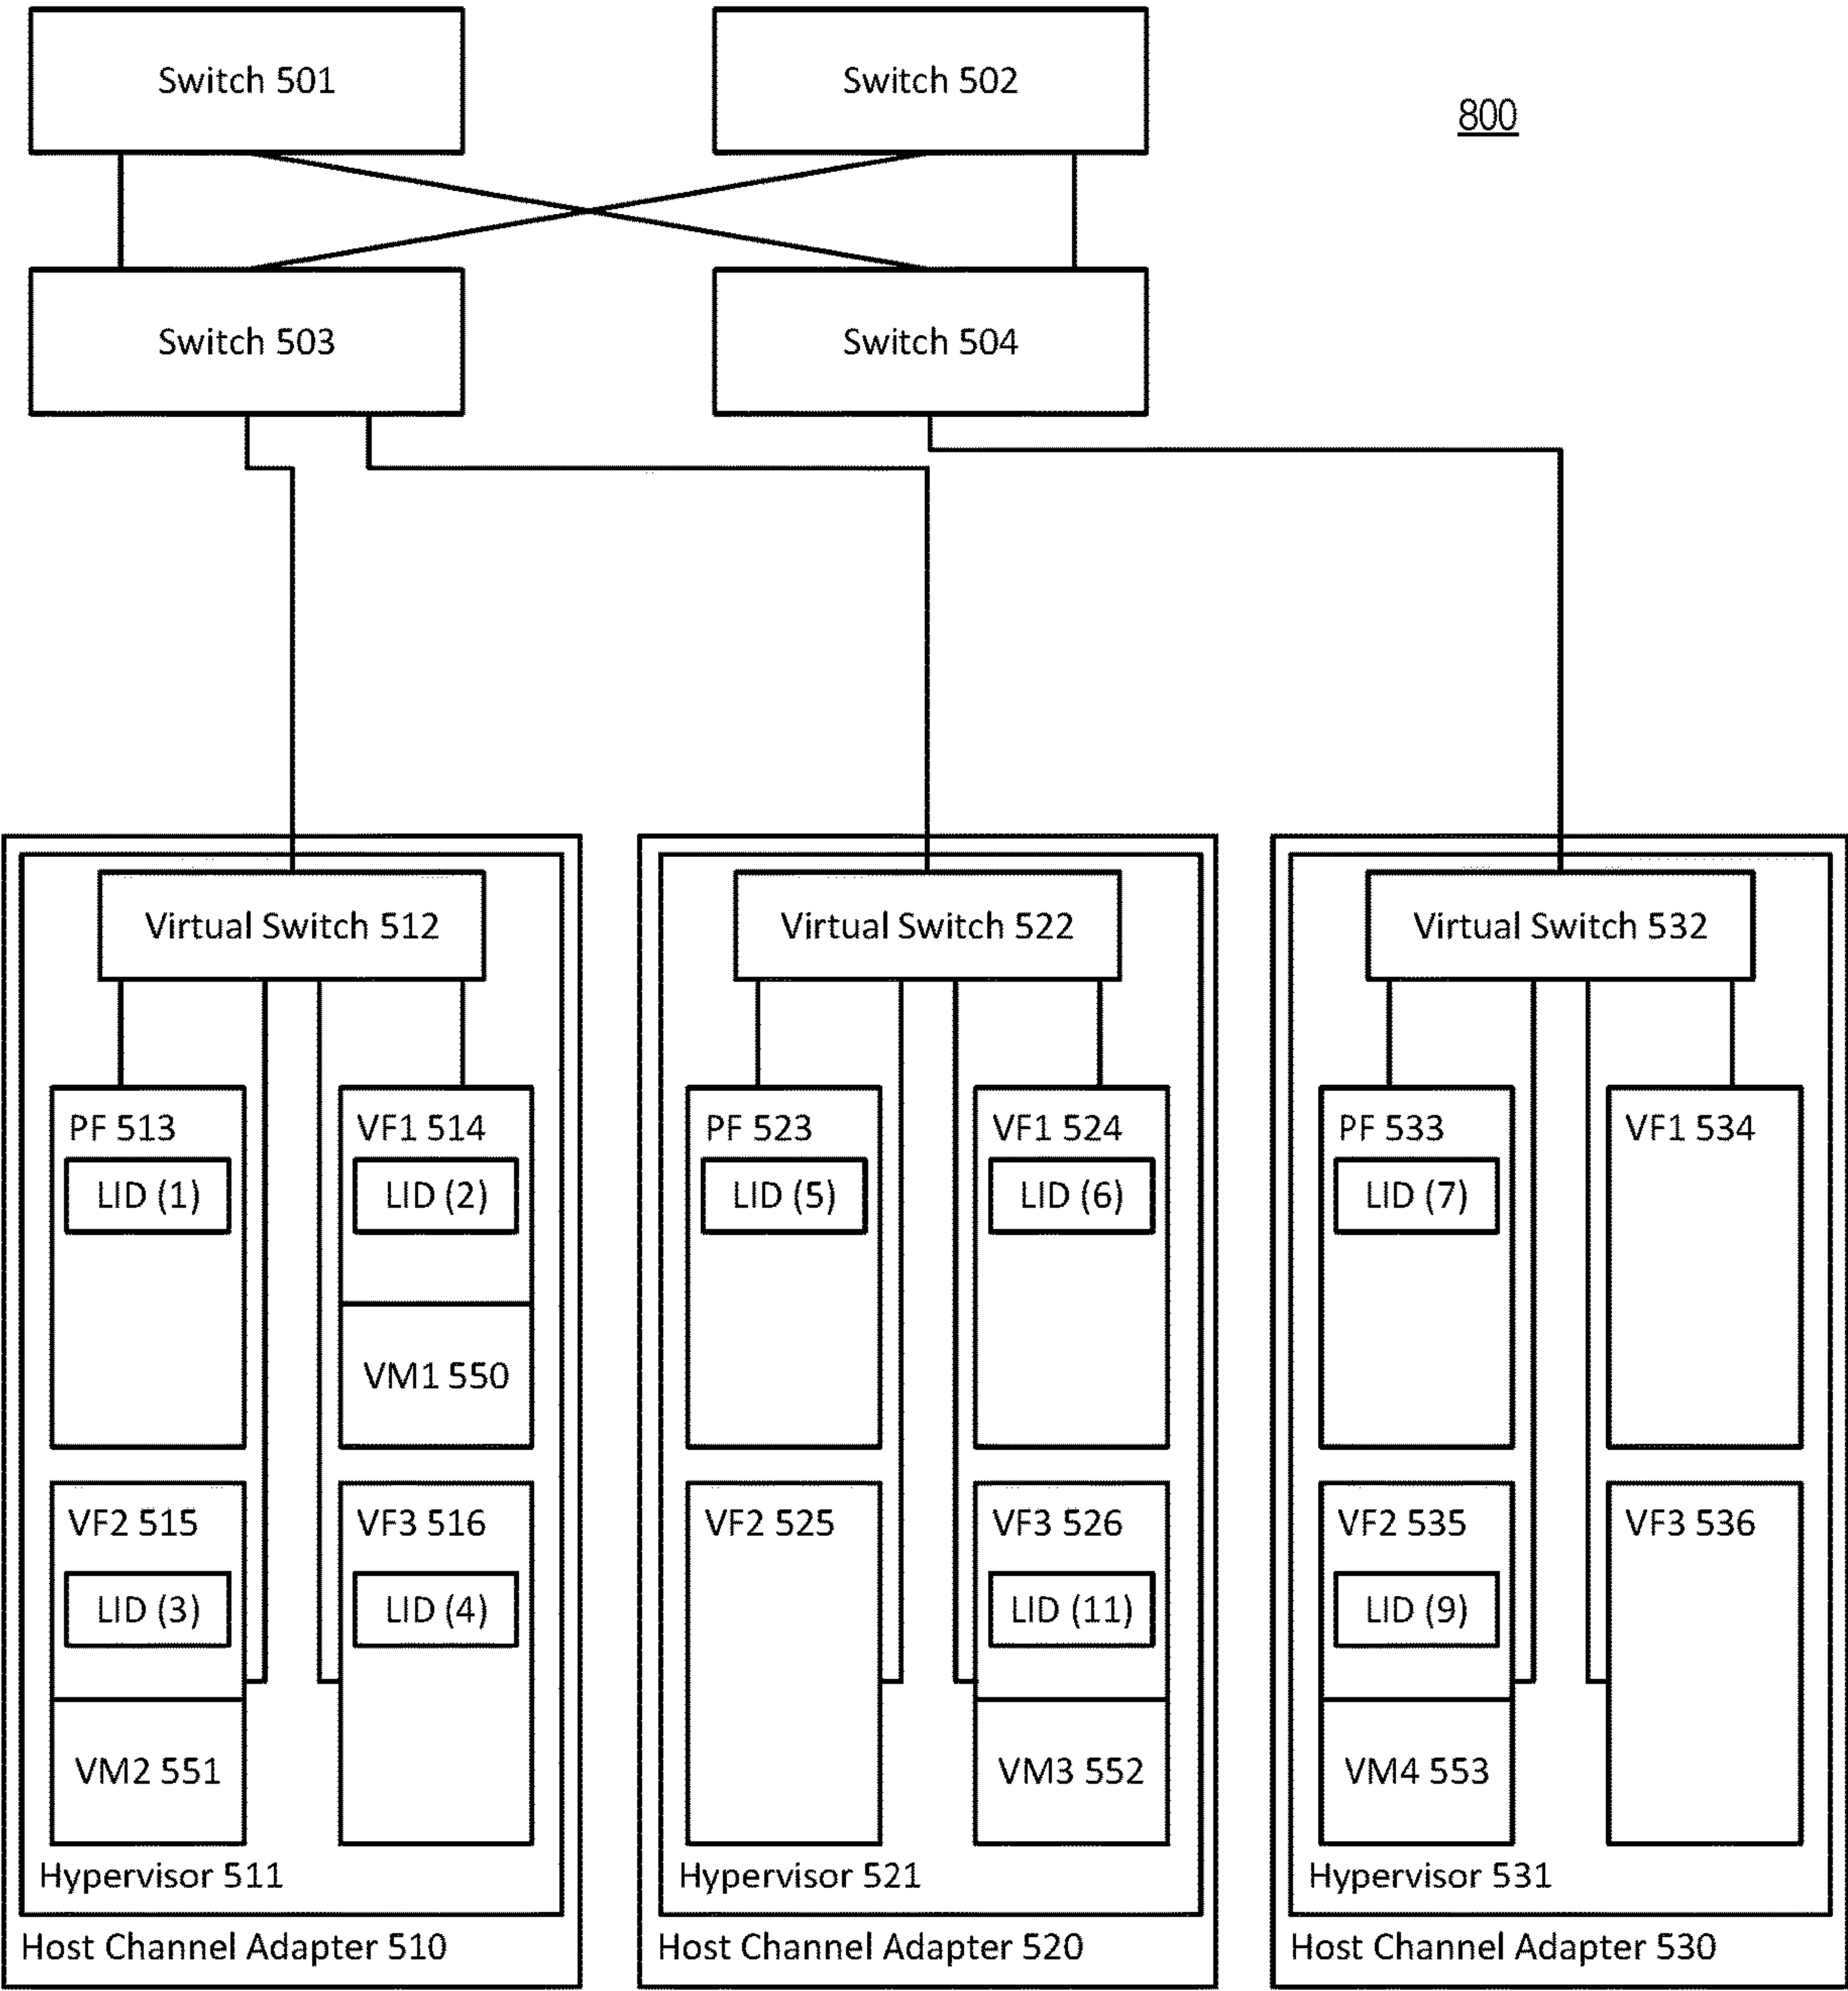 Switch 501
Switch 502
800
Switch 503
Switch 504
Virtual Switch 512
Virtual Switch 522
Virtual Switch 532
PF 513
LID (1)
VF1 514
LID (2)
VM1 550
PF 523
LID (5)
VF1 524
LID (6)
PF 533
LID (7)
VF1 534
VF2 515
LID (3)
VM2 551
VF3 516
LID (4)
VF2 525
VF3 526
LID (11)
VM3 552
VF2 535
LID (9)
VM4 553
VF3 536
Hypervisor 511
Hypervisor 521
Hypervisor 531
Host Channel Adapter 510
Host Channel Adapter 520
Host Channel Adapter 530